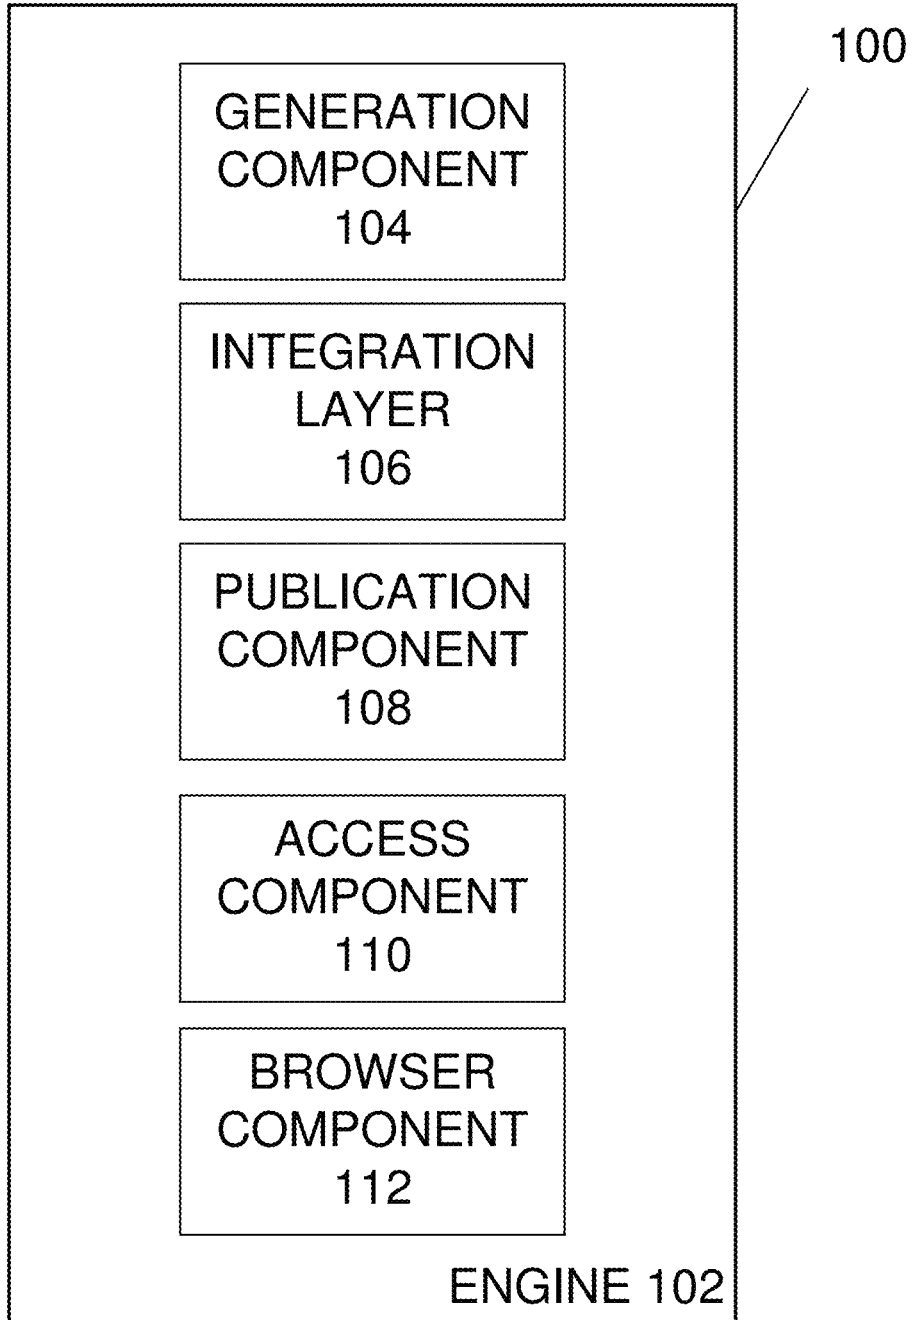 100
GENERATION
COMPONENT
104
INTEGRATION
LAYER
106
PUBLICATION
COMPONENT
108
ACCESS
COMPONENT
110
BROWSER
COMPONENT
112
ENGINE 102